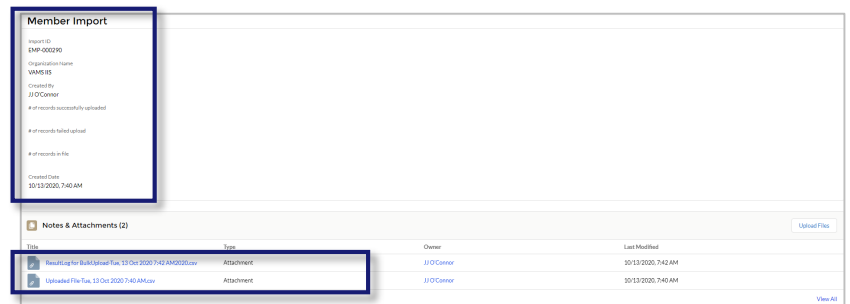 Member Import
Import ID
EMP-000290
Organization Name
VAMS IIS
Created By
JJ O'Connor
# of records successfully uploaded
# of records failed upload
# of records in file
Created Date
10/13/2020, 7:40 AM
Notes & Attachments (2)
Upload Files
Title Type Owner Last Modified
ResultLog for BulkUpload-Tue, 13 Oct 2020 7:42 AM2020.csv Attachment JJ O'Connor 10/13/2020, 7:42 AM
Uploaded File-Tue, 13 Oct 2020 7:40 AM.csv Attachment JJ O'Connor 10/13/2020, 7:40 AM
View All